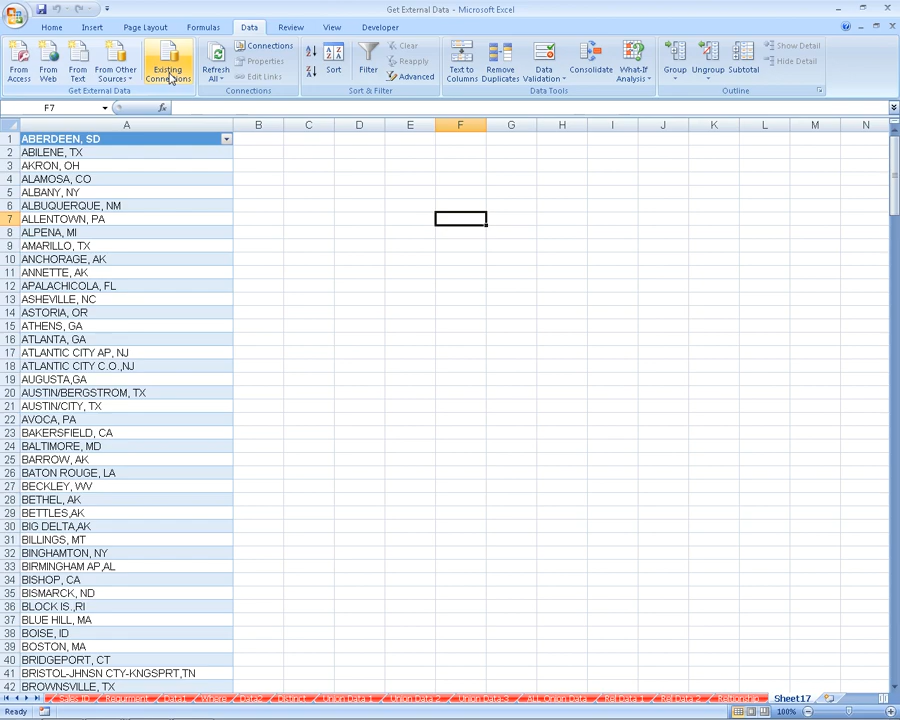 Get External Data - Microsoft Excel
Home Insert Page Layout Formulas Data Review View Developer
From Access
From Web
From Text
From Other Sources
Existing Connections
Get External Data
Refresh All
Connections
Properties
Edit Links
Connections
Sort
Filter
Clear
Reapply
Advanced
Sort & Filter
Text to Columns
Remove Duplicates
Data Validation
Consolidate
What-If Analysis
Data Tools
Group
Ungroup
Subtotal
Show Detail
Hide Detail
Outline
F7 fx
A B C D E F G H I J K L M N
1 ABERDEEN, SD
2 ABILENE, TX
3 AKRON, OH
4 ALAMOSA, CO
5 ALBANY, NY
6 ALBUQUERQUE, NM
7 ALLENTOWN, PA
8 ALPENA, MI
9 AMARILLO, TX
10 ANCHORAGE, AK
11 ANNETTE, AK
12 APALACHICOLA, FL
13 ASHEVILLE, NC
14 ASTORIA, OR
15 ATHENS, GA
16 ATLANTA, GA
17 ATLANTIC CITY AP, NJ
18 ATLANTIC CITY C.O.,NJ
19 AUGUSTA,GA
20 AUSTIN/BERGSTROM, TX
21 AUSTIN/CITY, TX
22 AVOCA, PA
23 BAKERSFIELD, CA
24 BALTIMORE, MD
25 BARROW, AK
26 BATON ROUGE, LA
27 BECKLEY, WV
28 BETHEL, AK
29 BETTLES,AK
30 BIG DELTA,AK
31 BILLINGS, MT
32 BINGHAMTON, NY
33 BIRMINGHAM AP,AL
34 BISHOP, CA
35 BISMARCK, ND
36 BLOCK IS.,RI
37 BLUE HILL, MA
38 BOISE, ID
39 BOSTON, MA
40 BRIDGEPORT, CT
41 BRISTOL-JHNSN CTY-KNGSPRT,TN
42 BROWNSVILLE, TX
Sheet17
Ready 100%